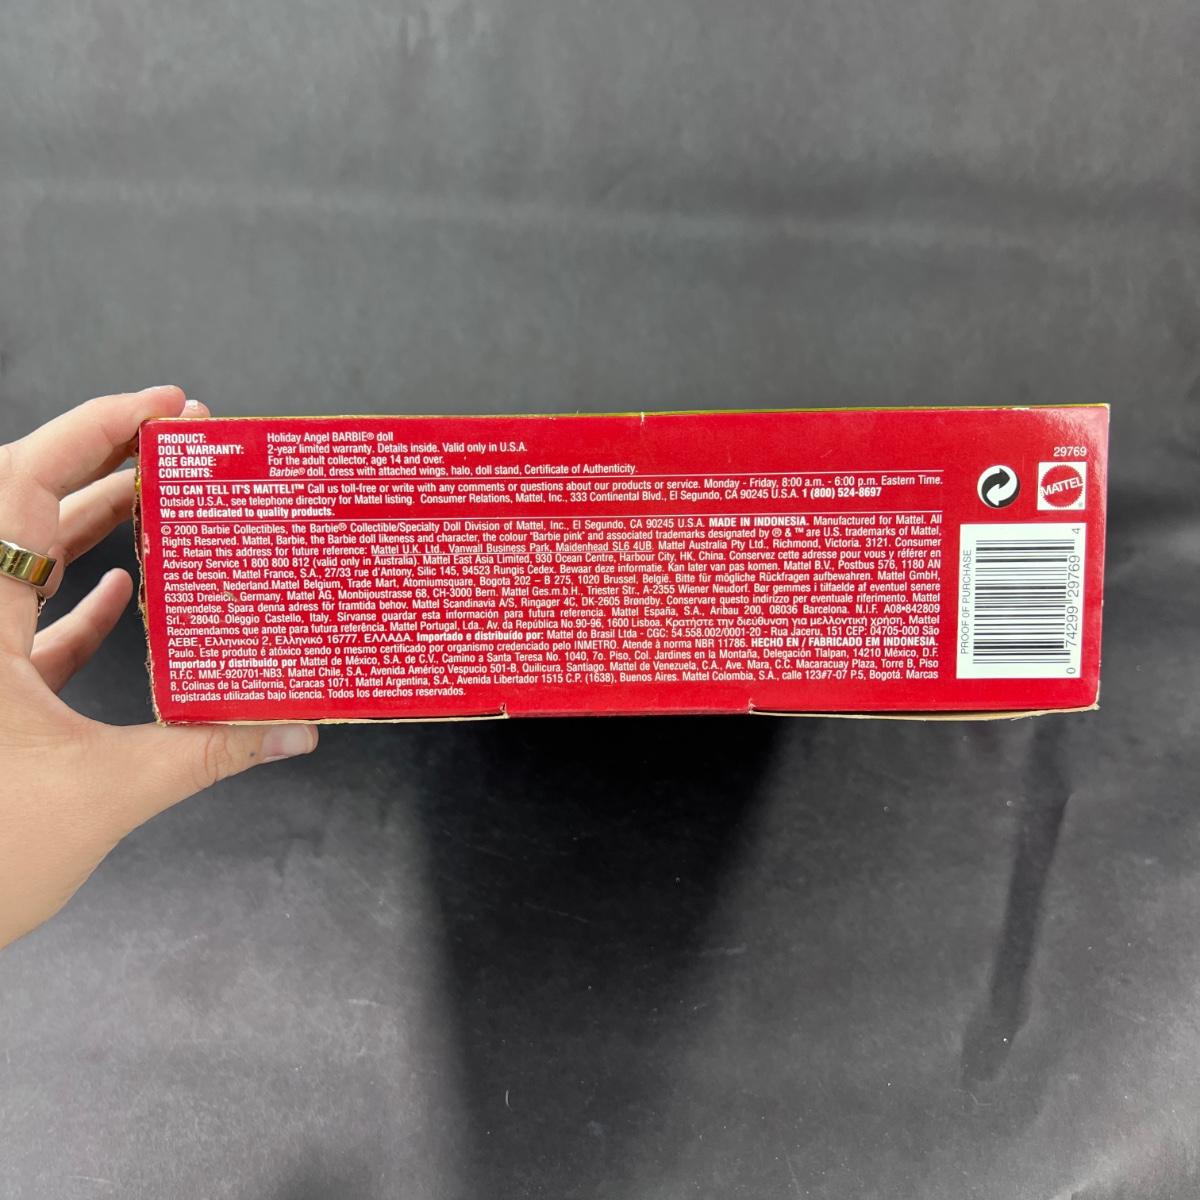 PRODUCT: Holiday Angel BARBIE® doll
DOLL WARRANTY: 2-year limited warranty. Details inside. Valid only in U.S.A.
AGE GRADE: For the adult collector, age 14 and over.
CONTENTS: Barbie® doll, dress with attached wings, halo, doll stand, Certificate of Authenticity.
YOU CAN TELL IT'S MATTEL!™ Call us toll-free or write with any comments or questions about our products or service. Monday - Friday, 8:00 a.m. - 6:00 p.m. Eastern Time.
Outside U.S.A., see telephone directory for Mattel listing. Consumer Relations, Mattel, Inc., 333 Continental Blvd., El Segundo, CA 90245 U.S.A. 1 (800) 524-8697
We are dedicated to quality products.
© 2000 Barbie Collectibles, the Barbie® Collectible/Specialty Doll Division of Mattel, Inc., El Segundo, CA 90245 U.S.A. MADE IN INDONESIA. Manufactured for Mattel. All
Rights Reserved. Mattel, Barbie, the Barbie doll likeness and character, the colour "Barbie pink" and associated trademarks designated by ® & ™ are U.S. trademarks of Mattel,
Inc. Retain this address for future reference: Mattel U.K. Ltd., Vanwall Business Park, Maidenhead SL6 4UB. Mattel Australia Pty Ltd., Richmond, Victoria. 3121. Consumer
Advisory Service 1 800 800 812 (valid only in Australia). Mattel East Asia Limited, 930 Ocean Centre, Harbour City, HK, China. Conservez cette adresse pour vous y référer en
cas de besoin. Mattel France, S.A., 27/33 rue d'Antony, Silic 145, 94523 Rungis Cedex. Bewaar deze informatie. Kan later van pas komen. Mattel B.V., Postbus 576, 1180 AN
Amstelveen, Nederland.Mattel Belgium, Trade Mart, Atomiumsquare, Bogota 202 – B 275, 1020 Brussel, België. Bitte für mögliche Rückfragen aufbewahren. Mattel GmbH,
63303 Dreieich, Germany. Mattel AG, Monbijoustrasse 68, CH-3000 Bern. Mattel Ges.m.b.H., Triester Str., A-2355 Wiener Neudorf. Bør gemmes i tilfælde af eventuel senere
henvendelse. Spara denna adress för framtida behov. Mattel Scandinavia A/S, Ringager 4C, DK-2605 Brøndby. Conservare questo indirizzo per eventuale riferimento. Mattel
Srl., 28040 Oleggio Castello, Italy. Sírvanse guardar esta información para futura referencia. Mattel España, S.A., Aribau 200, 08036 Barcelona. N.I.F. A08•842809
Recomendamos que anote para futura referência. Mattel Portugal, Lda., Av. da República No.90-96, 1600 Lisboa. Κρατήστε την διεύθυνση για μελλοντική χρήση. Mattel
AEBE, Ελληνικού 2, Ελληνικό 16777, ΕΛΛΑΔΑ. Importado e distribuído por: Mattel do Brasil Ltda - CGC: 54.558.002/0001-20 - Rua Jaceru, 151 CEP: 04705-000 São
Paulo. Este produto é atóxico sendo o mesmo certificado por organismo credenciado pelo INMETRO. Atende à norma NBR 11786. HECHO EN / FABRICADO EM INDONESIA.
Importado y distribuido por Mattel de México, S.A. de C.V., Camino a Santa Teresa No. 1040, 7o. Piso, Col. Jardines en la Montaña, Delegación Tlalpan, 14210 México, D.F.
R.F.C. MME-920701-NB3. Mattel Chile, S.A., Avenida Américo Vespucio 501-B, Quilicura, Santiago. Mattel de Venezuela, C.A., Ave. Mara, C.C. Macaracuay Plaza, Torre B, Piso
8, Colinas de la California, Caracas 1071. Mattel Argentina, S.A., Avenida Libertador 1515 C.P. (1638), Buenos Aires. Mattel Colombia, S.A., calle 123#7-07 P.5, Bogotá. Marcas
registradas utilizadas bajo licencia. Todos los derechos reservados.
29769
MATTEL
PROOF OF PURCHASE
0 74299 29769 4